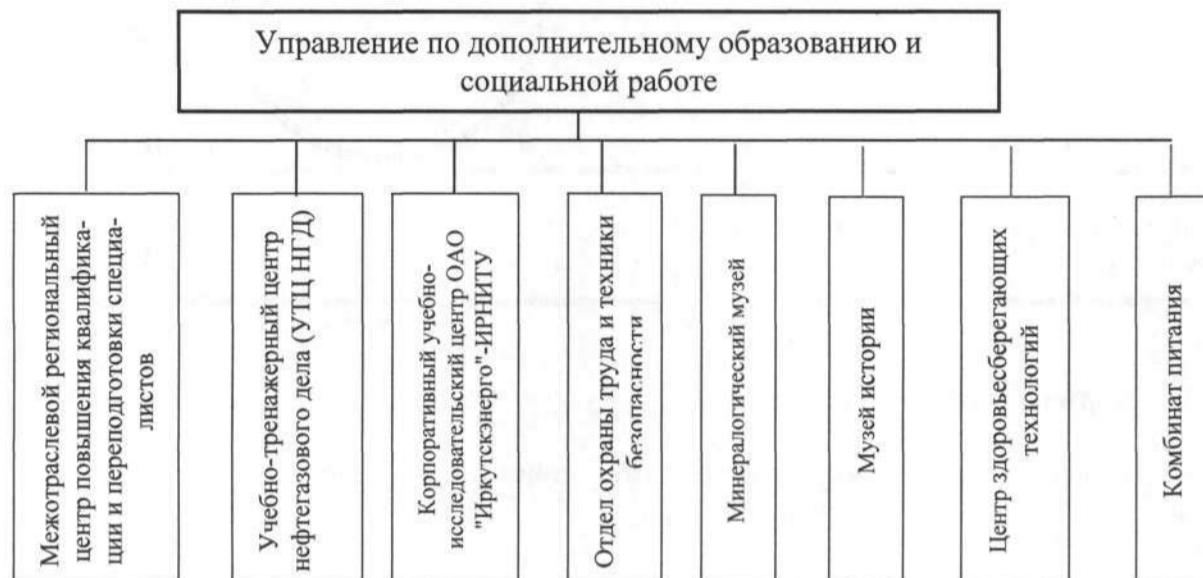 Управление по дополнительному образованию и
социальной работе
Межотраслевой региональный
центр повышения квалифика-
ции и переподготовки специа-
листов
Учебно-тренажерный центр
нефтегазового дела (УТЦ НГД)
Корпоративный учебно-
исследовательский центр ОАО
"Иркутскэнерго"-ИРНИТУ
Отдел охраны труда и техники
безопасности
Минералогический музей
Музей истории
Центр здоровьесберегающих
технологий
Комбинат питания